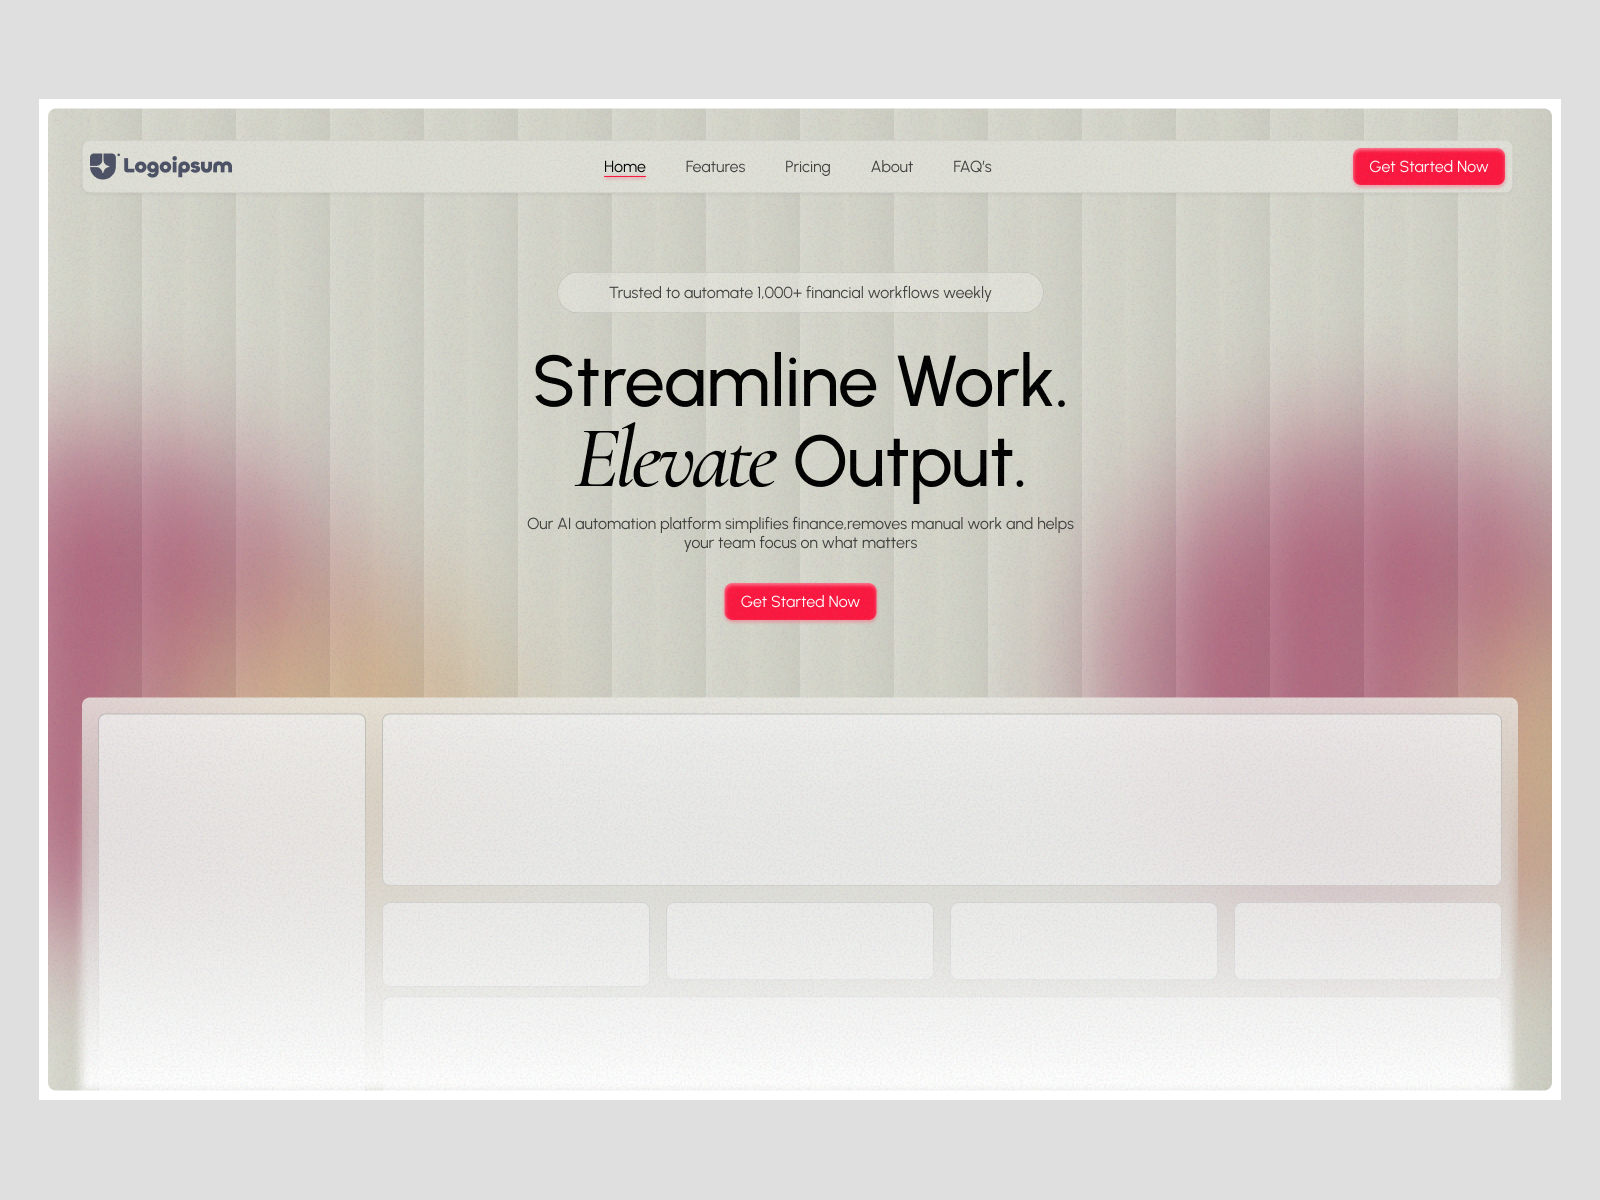 Logoipsum
Home
Features
Pricing
About
FAQ's
Get Started Now
Trusted to automate 1,000+ financial workflows weekly
Streamline Work.
Elevate Output.
Our AI automation platform simplifies finance,removes manual work and helps
your team focus on what matters
Get Started Now